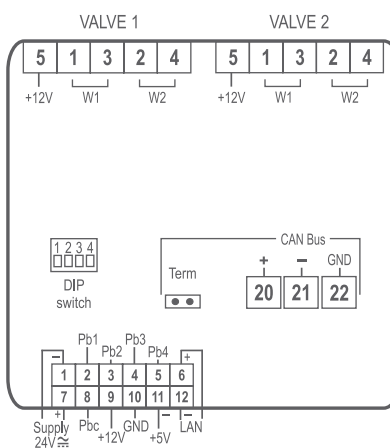 VALVE 1 VALVE 2
5 1 3 2 4 5 1 3 2 4
+12V W1 W2 +12V W1 W2
CAN Bus
1 2 3 4 + – GND
DIP Term 20 21 22
switch
Pb1 Pb3
Pb2 Pb4
– +
1 2 3 4 5 6
7 8 9 10 11 12
+ – –
Supply Pbc GND LAN
24V≂ +12V +5V